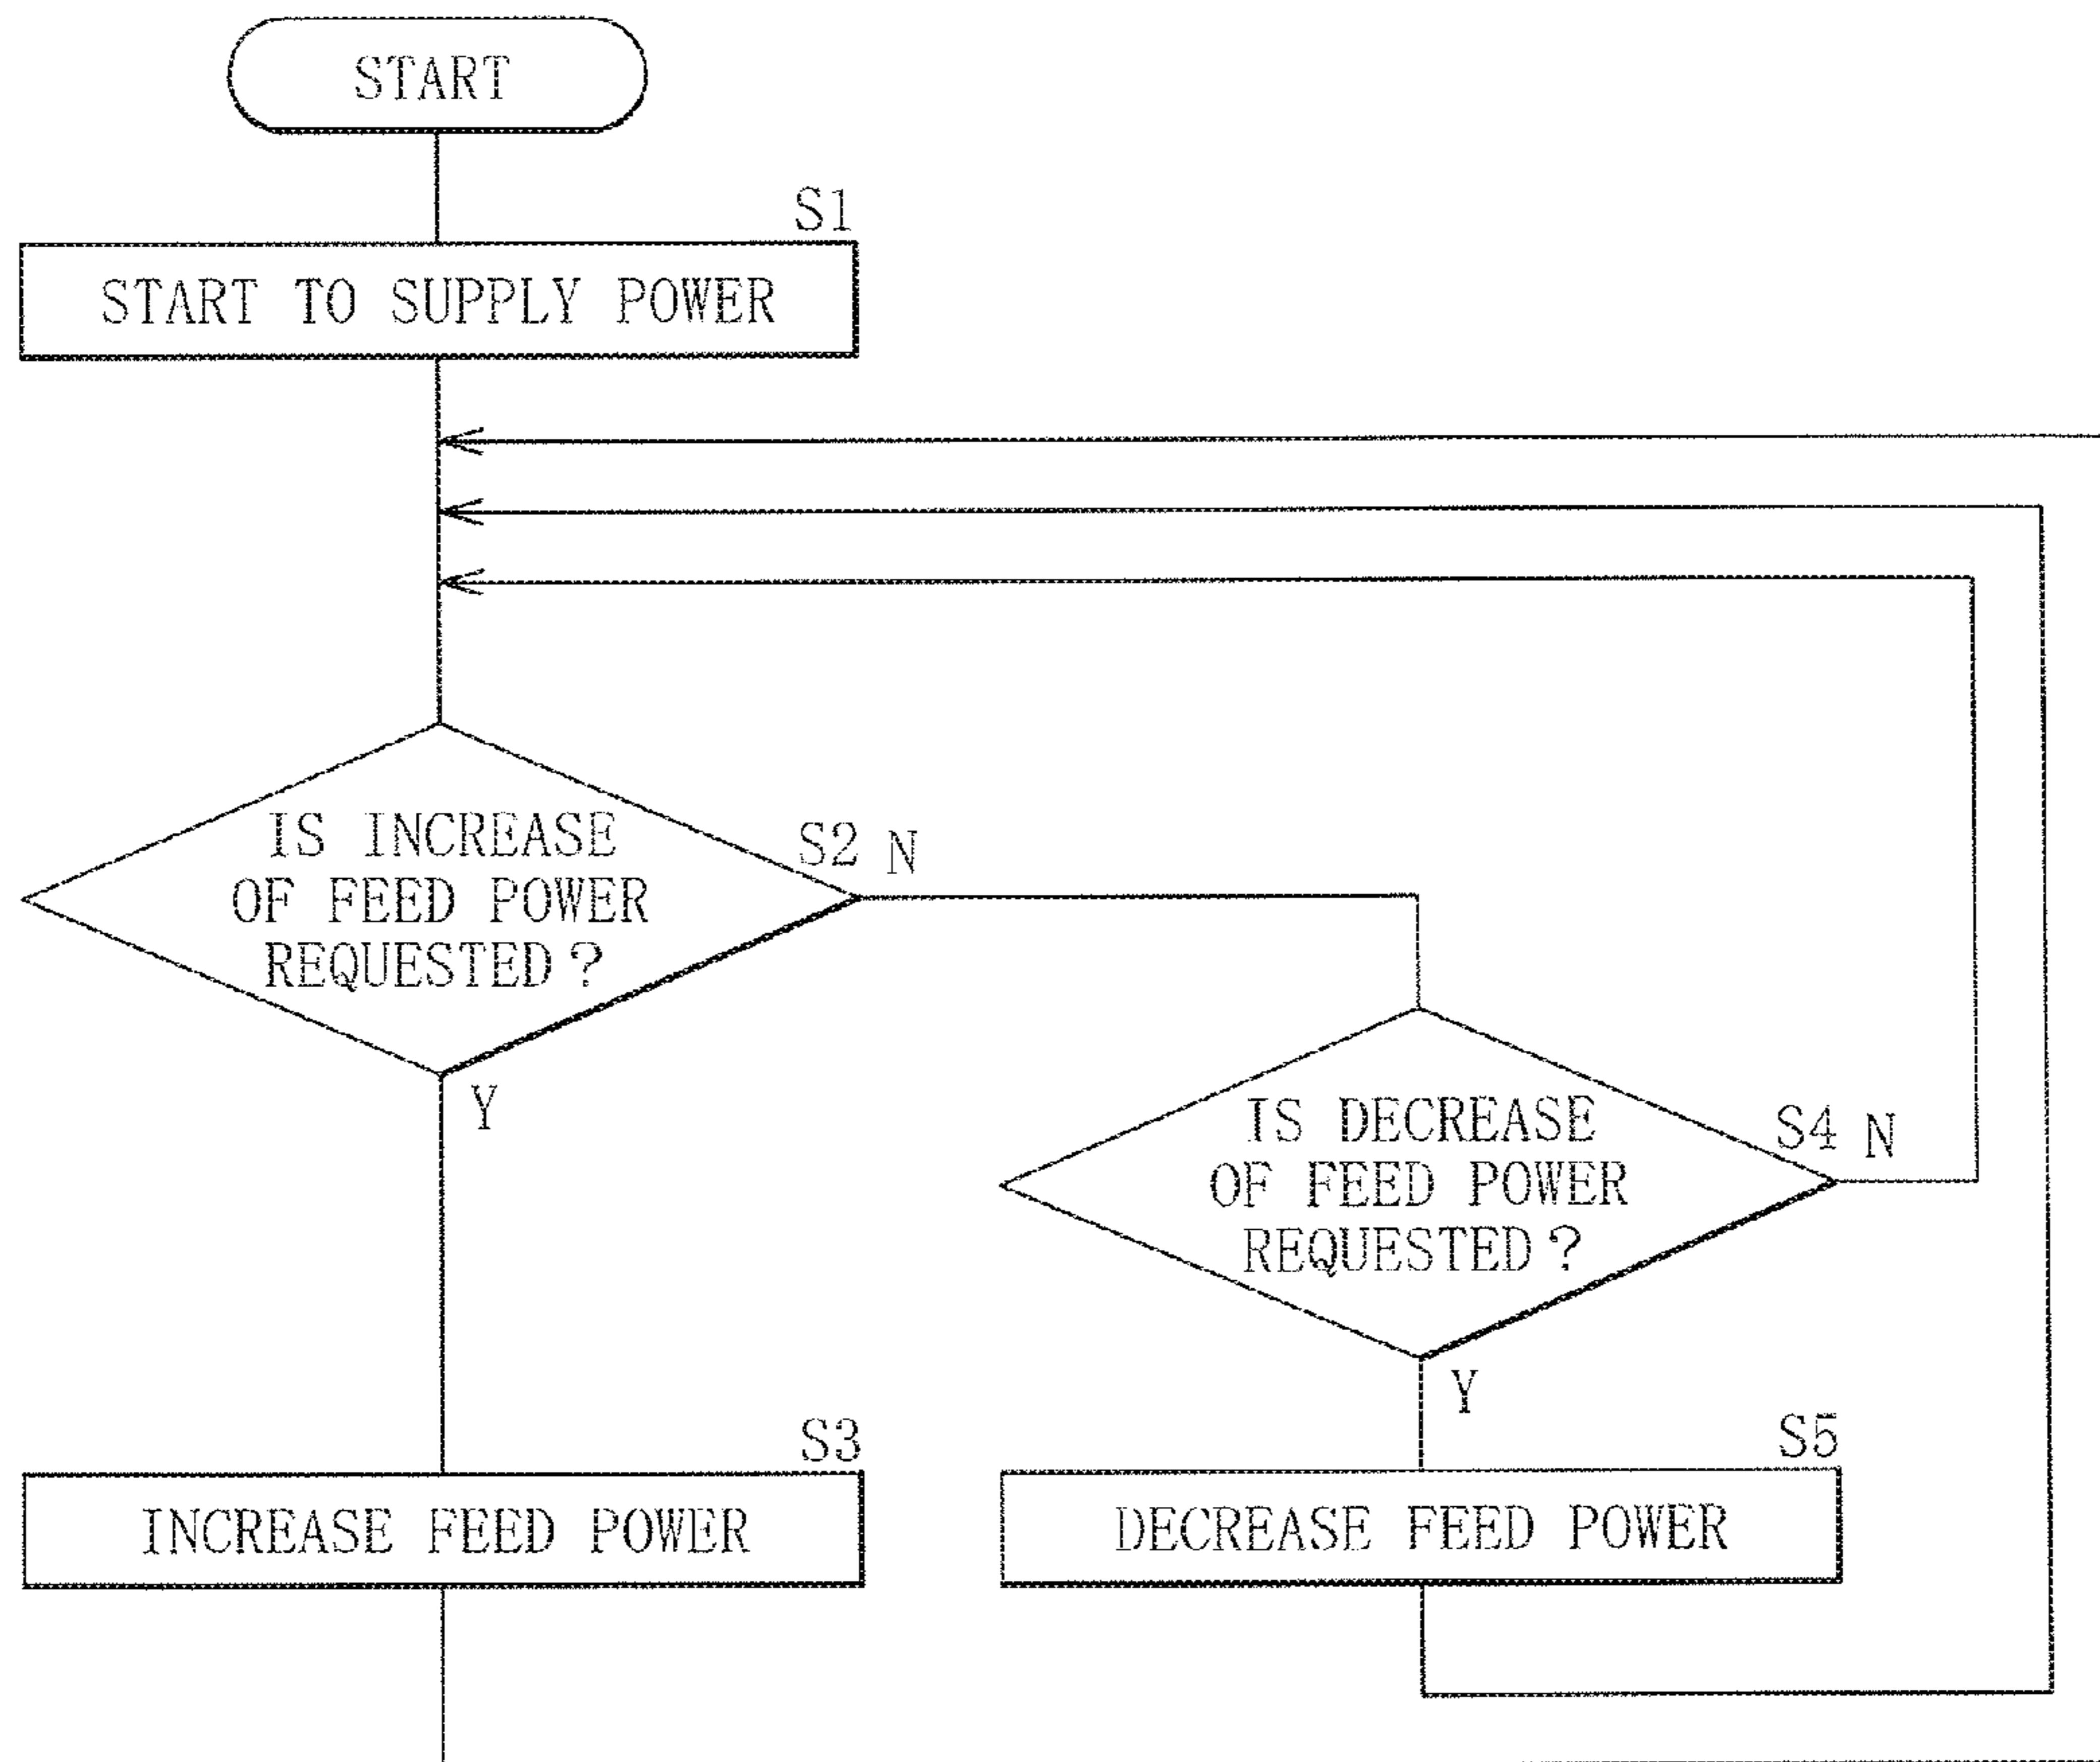 START
S1
START TO SUPPLY POWER
IS INCREASE
OF FEED POWER
REQUESTED?
S2 N
Y
IS DECREASE
OF FEED POWER
REQUESTED?
S4 N
Y
S3
INCREASE FEED POWER
S5
DECREASE FEED POWER